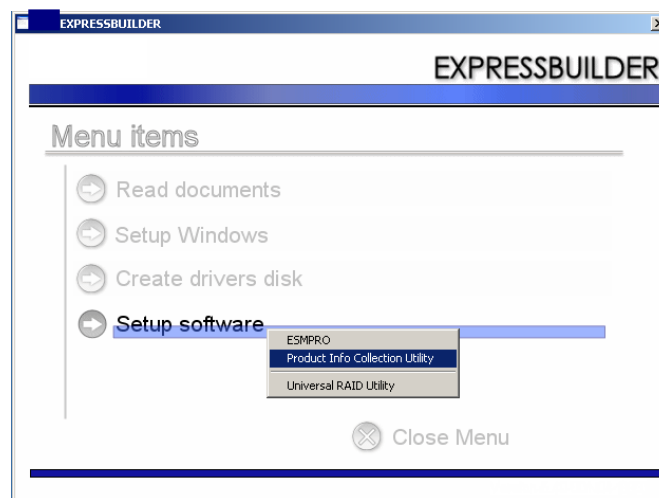 EXPRESSBUILDER
EXPRESSBUILDER
Menu items
Read documents
Setup Windows
Create drivers disk
Setup software
ESMPRO
Product Info Collection Utility
Universal RAID Utility
Close Menu